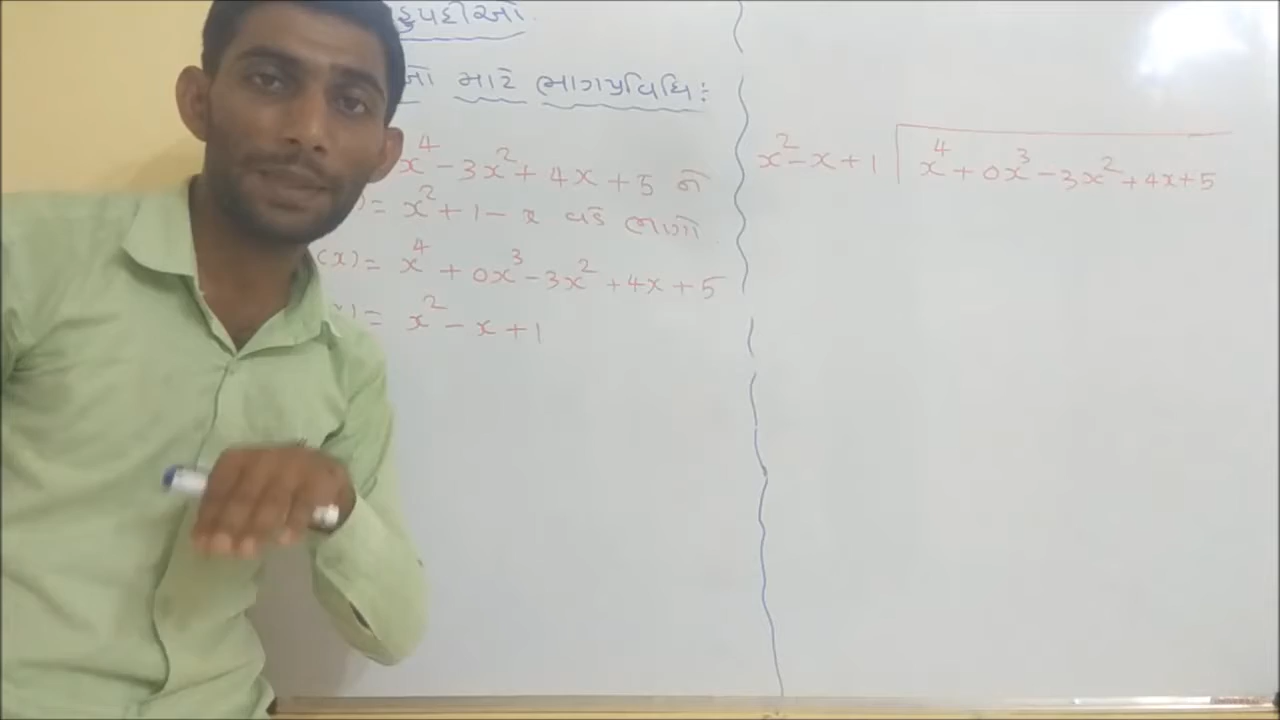 હુપદીઓ.
ઓ માટે ભાગપ્રવિધિ:
x⁴ - 3x² + 4x + 5 ને
) = x² + 1 - x વડે ભાગો.
(x) = x⁴ + 0x³ - 3x² + 4x + 5
x) = x² - x + 1
x² - x + 1 | x⁴ + 0x³ - 3x² + 4x + 5